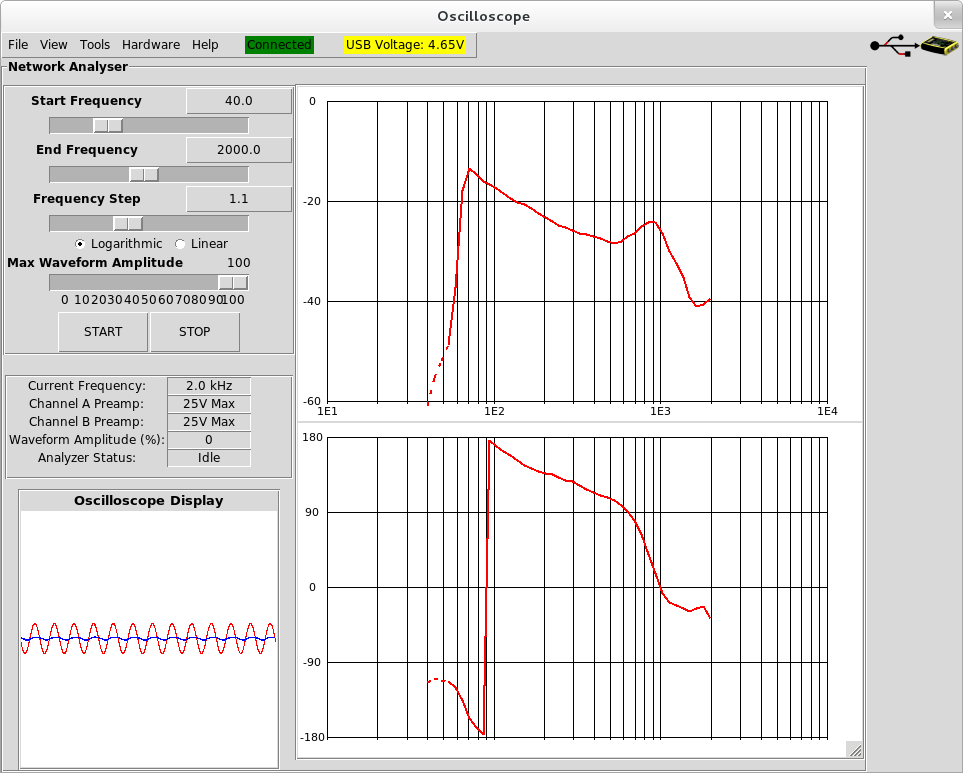 Oscilloscope
File View Tools Hardware Help Connected USB Voltage: 4.65V
Network Analyser
Start Frequency 40.0
End Frequency 2000.0
Frequency Step 1.1
Logarithmic Linear
Max Waveform Amplitude 100
0 10 20 30 40 50 60 70 80 90 100
START STOP
Current Frequency: 2.0 kHz
Channel A Preamp: 25V Max
Channel B Preamp: 25V Max
Waveform Amplitude (%): 0
Analyzer Status: Idle
Oscilloscope Display
0
-20
-40
-60
1E1 1E2 1E3 1E4
180
90
0
-90
-180